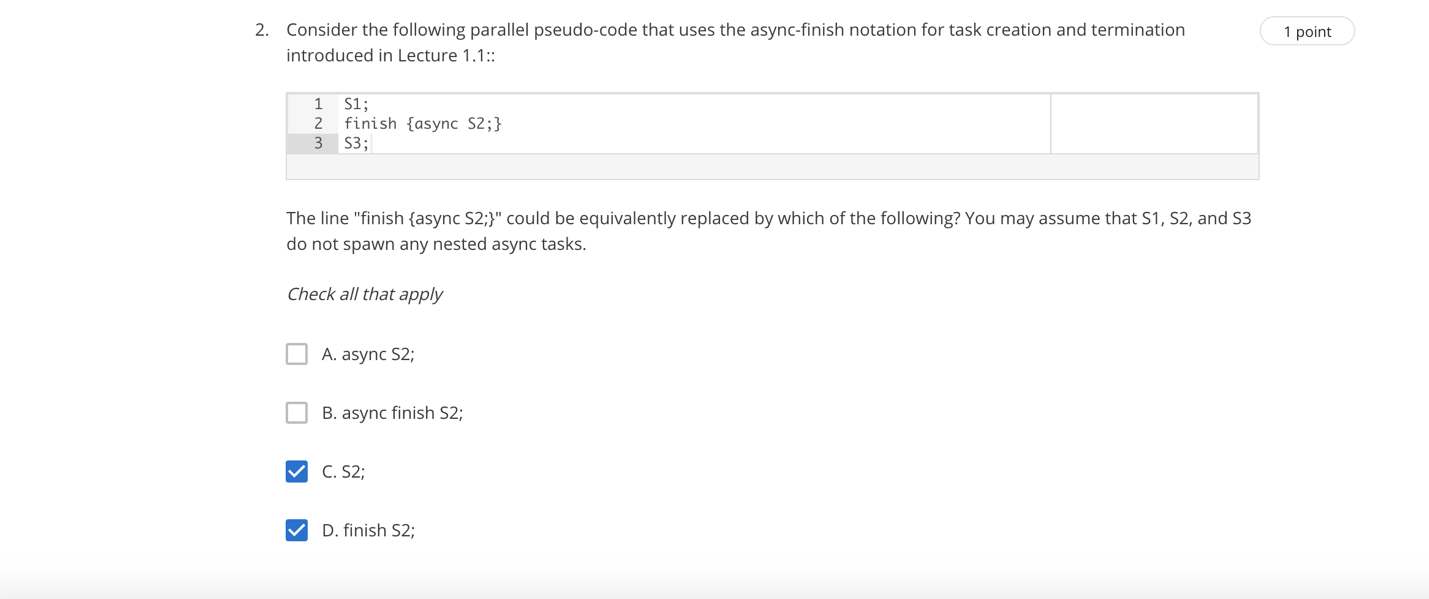 2. Consider the following parallel pseudo-code that uses the async-finish notation for task creation and termination
introduced in Lecture 1.1::
1 point
1 S1;
2 finish {async S2;}
3 S3;
The line "finish {async S2;}" could be equivalently replaced by which of the following? You may assume that S1, S2, and S3
do not spawn any nested async tasks.
Check all that apply
A. async S2;
B. async finish S2;
C. S2;
D. finish S2;